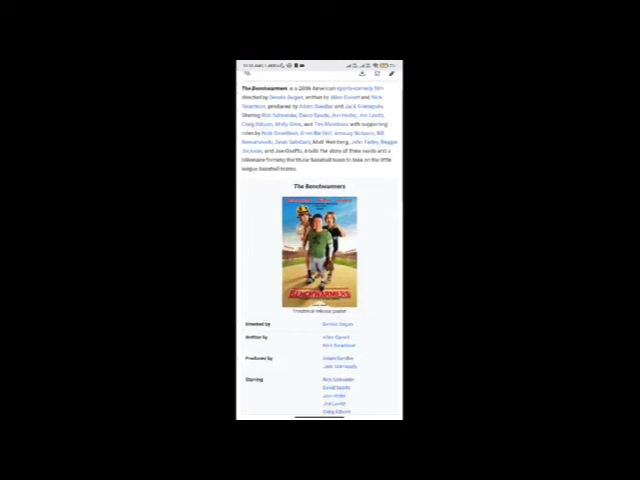 The Benchwarmers is a 2006 American sports-comedy film
directed by Dennis Dugan, written by Allen Covert and Nick
Swardson, produced by Adam Sandler and Jack Giarraputo.
Starring Rob Schneider, David Spade, Jon Heder, Jon Lovitz,
Craig Kilborn, Molly Sims, and Tim Meadows with supporting
roles by Nick Swardson, Erinn Bartlett, Amaury Nolasco, Bill
Romanowski, Sean Salisbury, Matt Weinberg, John Farley, Reggie
Jackson, and Joe Gnoffo, it tells the story of three nerds and a
billionaire forming the titular baseball team to take on the little
league baseball teams.
The Benchwarmers
BENCHWARMERS
Theatrical release poster
Directed by
Dennis Dugan
Written by
Allen Covert
Nick Swardson
Produced by
Adam Sandler
Jack Giarraputo
Starring
Rob Schneider
David Spade
Jon Heder
Jon Lovitz
Craig Kilborn